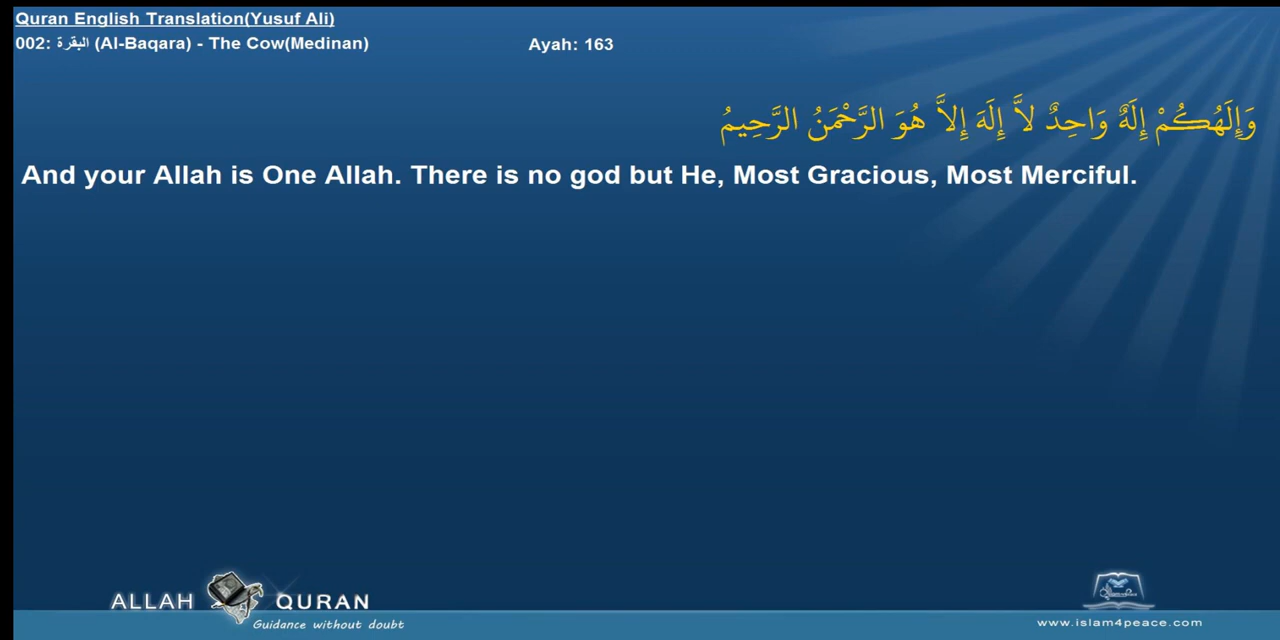 Quran English Translation(Yusuf Ali)
002: البقرة (Al-Baqara) - The Cow(Medinan) Ayah: 163
وَإِلَهُكُمْ إِلَهٌ وَاحِدٌ لاَّ إِلَهَ إِلاَّ هُوَ الرَّحْمَنُ الرَّحِيمُ
And your Allah is One Allah. There is no god but He, Most Gracious, Most Merciful.
ALLAH QURAN
Guidance without doubt
www.islam4peace.com